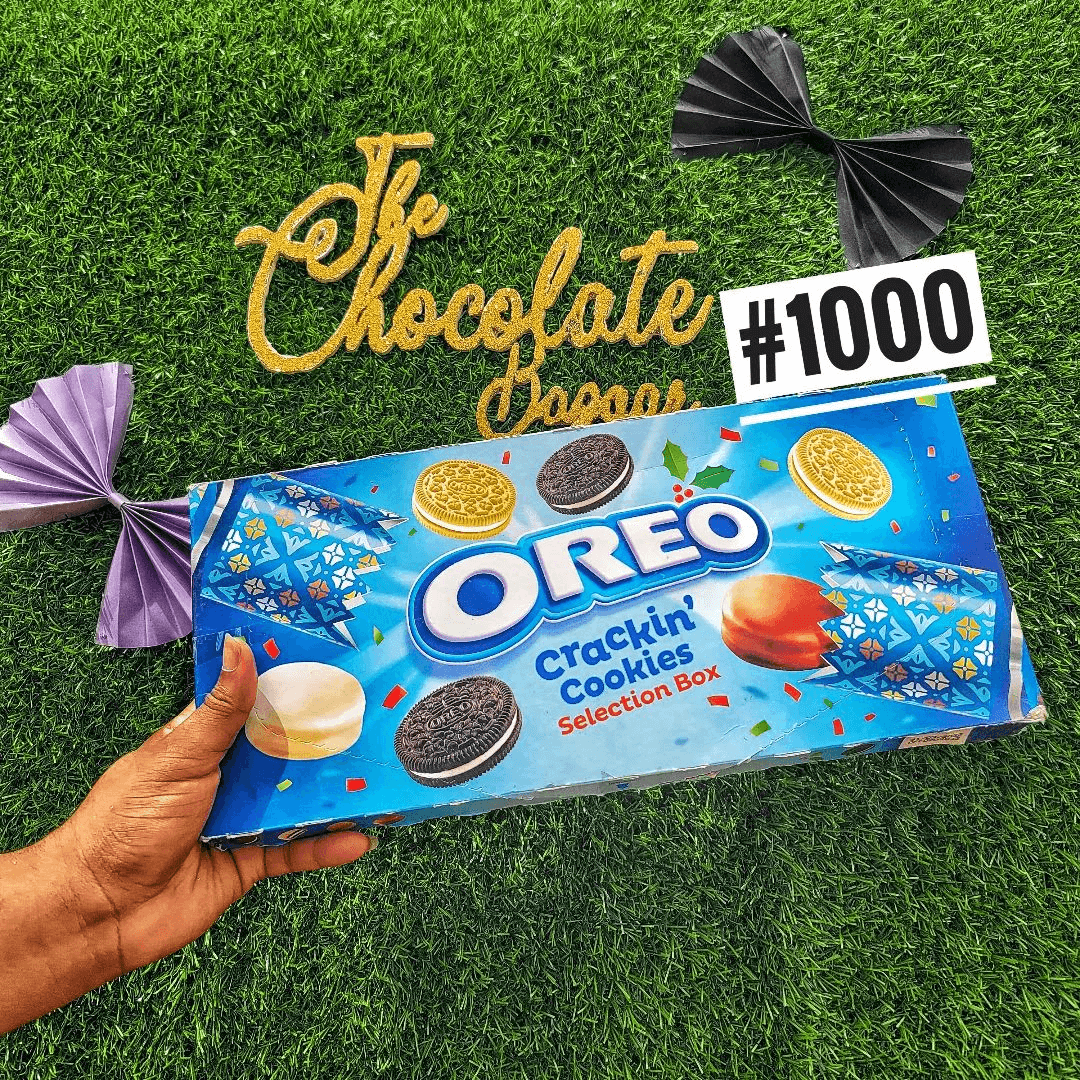 The
Chocolate
#1000
OREO
Crackin'
Cookies
Selection Box